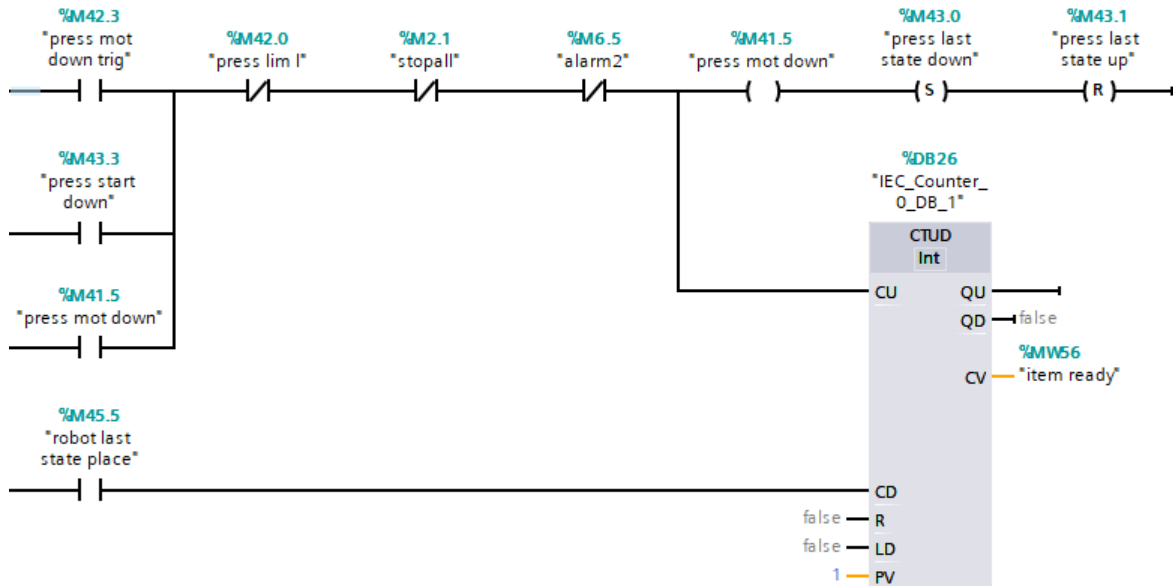 %M42.3
"press mot
down trig"
%M42.0
"press lim l"
%M2.1
"stopall"
%M6.5
"alarm2"
%M41.5
"press mot down"
%M43.0
"press last
state down"
S
%M43.1
"press last
state up"
R
%M43.3
"press start
down"
%DB26
"IEC_Counter_
0_DB_1"
CTUD
Int
%M41.5
"press mot down"
CU
QU
QD
false
%MW56
CV
"item ready"
%M45.5
"robot last
state place"
CD
false
R
false
LD
1
PV